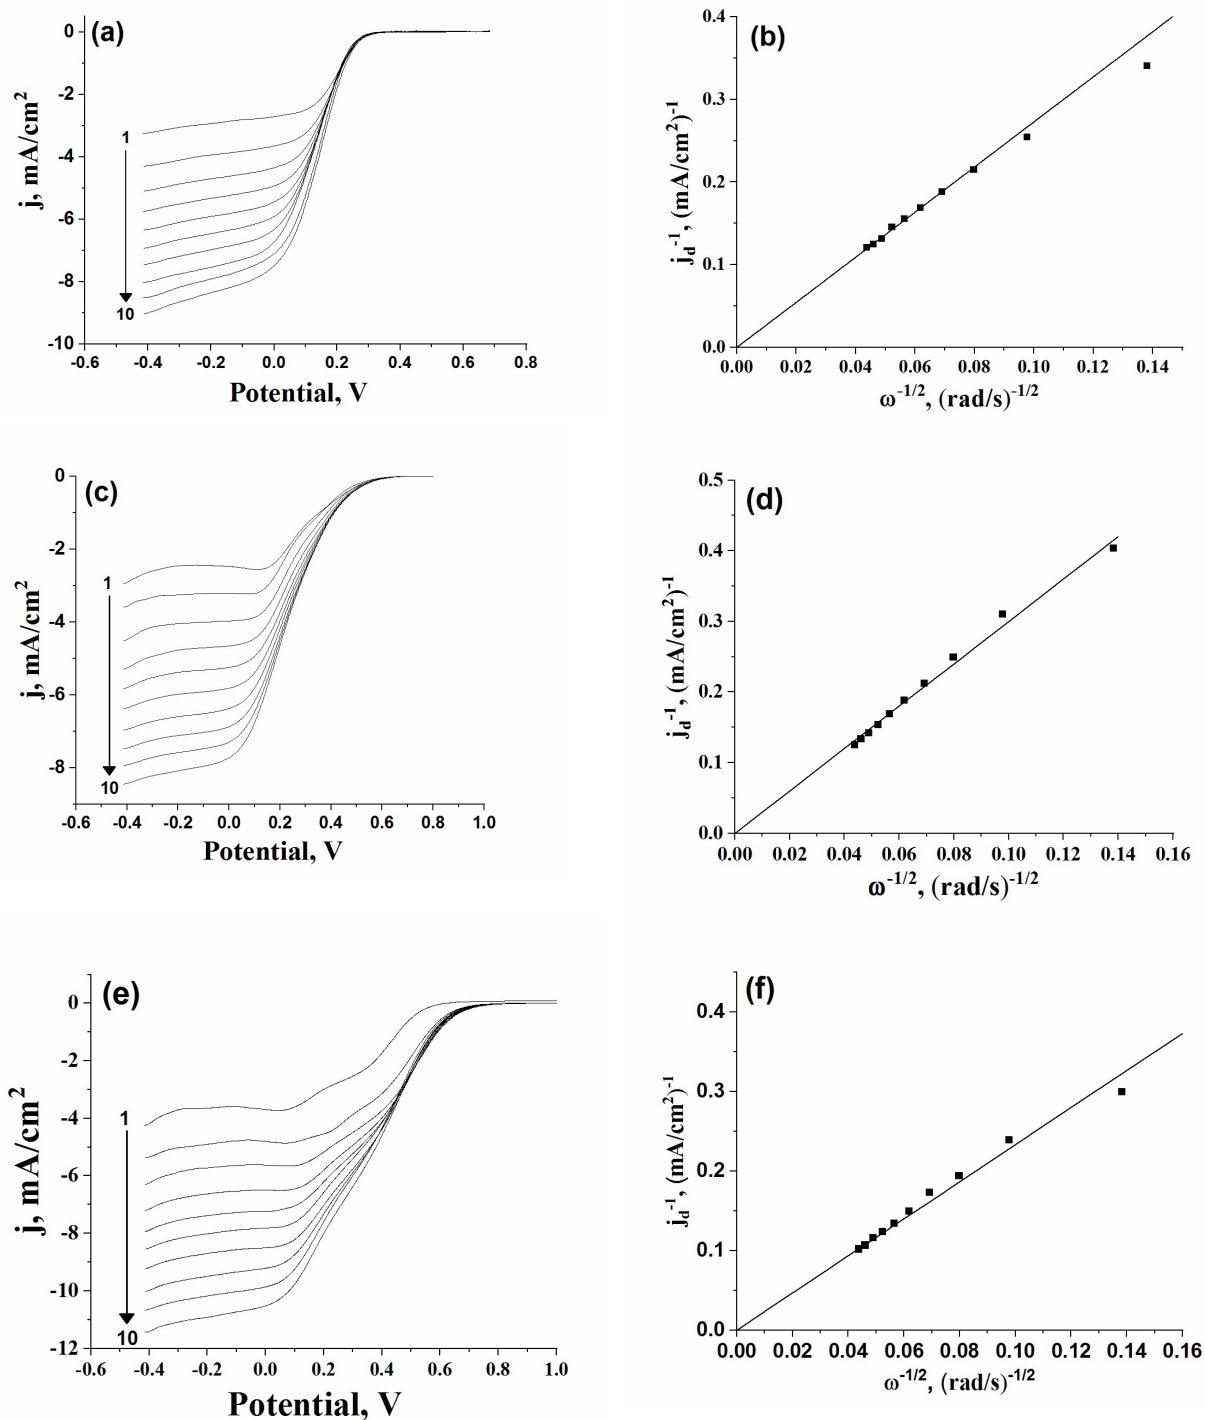 (a)
0
-2
-4
-6
-8
-10
j, mA/cm²
1
10
-0.6 -0.4 -0.2 0.0 0.2 0.4 0.6 0.8
Potential, V
(b)
0.4
0.3
0.2
0.1
0.0
j_d⁻¹, (mA/cm²)⁻¹
0.00 0.02 0.04 0.06 0.08 0.10 0.12 0.14
ω⁻¹/², (rad/s)⁻¹/²
(c)
0
-2
-4
-6
-8
j, mA/cm²
1
10
-0.6 -0.4 -0.2 0.0 0.2 0.4 0.6 0.8 1.0
Potential, V
(d)
0.5
0.4
0.3
0.2
0.1
0.0
j_d⁻¹, (mA/cm²)⁻¹
0.00 0.02 0.04 0.06 0.08 0.10 0.12 0.14 0.16
ω⁻¹/², (rad/s)⁻¹/²
(e)
0
-2
-4
-6
-8
-10
-12
j, mA/cm²
1
10
-0.6 -0.4 -0.2 0.0 0.2 0.4 0.6 0.8 1.0
Potential, V
(f)
0.4
0.3
0.2
0.1
0.0
j_d⁻¹, (mA/cm²)⁻¹
0.00 0.02 0.04 0.06 0.08 0.10 0.12 0.14 0.16
ω⁻¹/², (rad/s)⁻¹/²